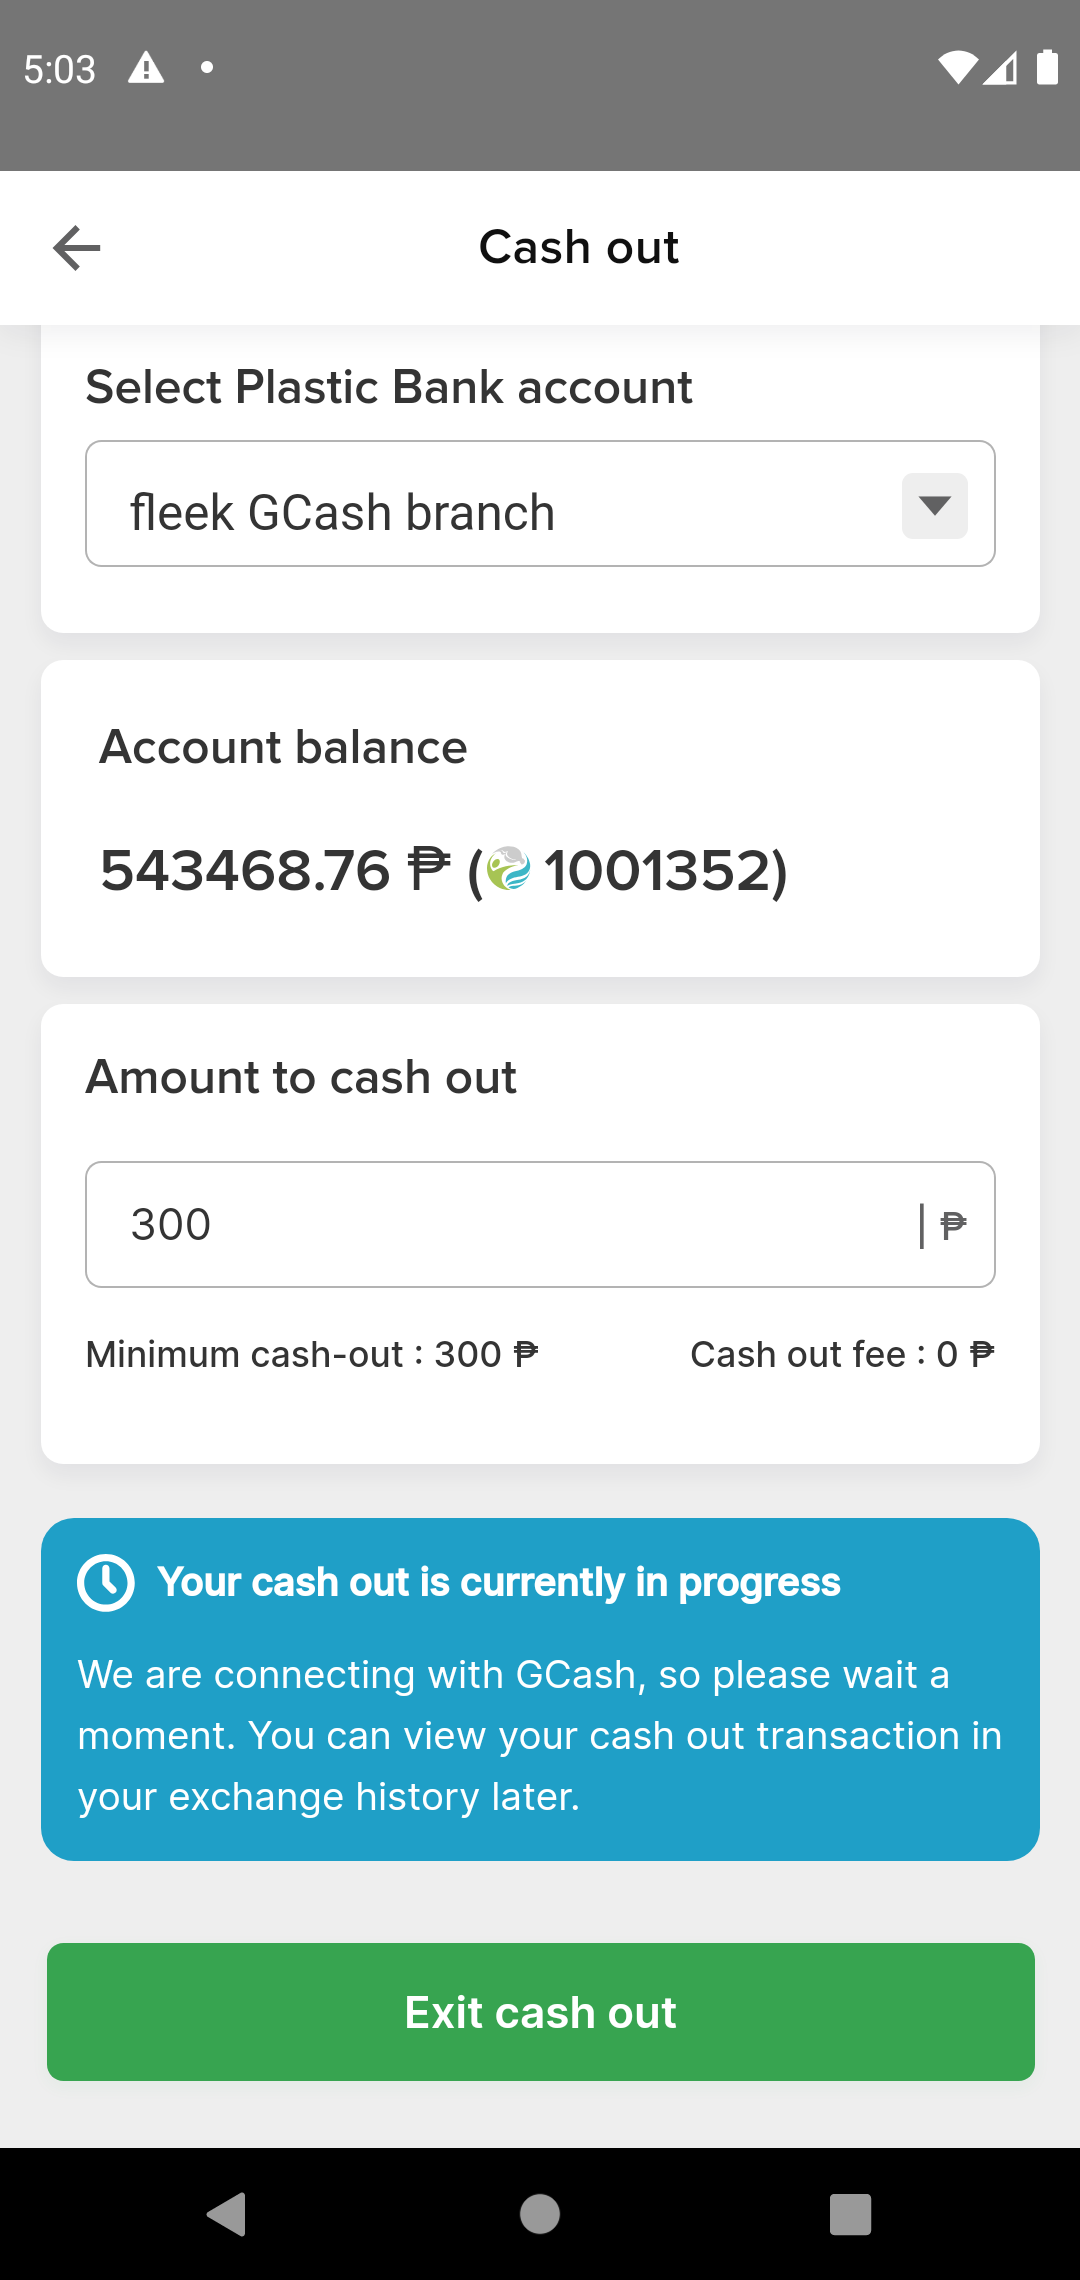 5:03
Cash out
Select Plastic Bank account
fleek GCash branch
Account balance
543468.76 ₱ ( 1001352)
Amount to cash out
300 | ₱
Minimum cash-out : 300 ₱ Cash out fee : 0 ₱
Your cash out is currently in progress
We are connecting with GCash, so please wait a
moment. You can view your cash out transaction in
your exchange history later.
Exit cash out